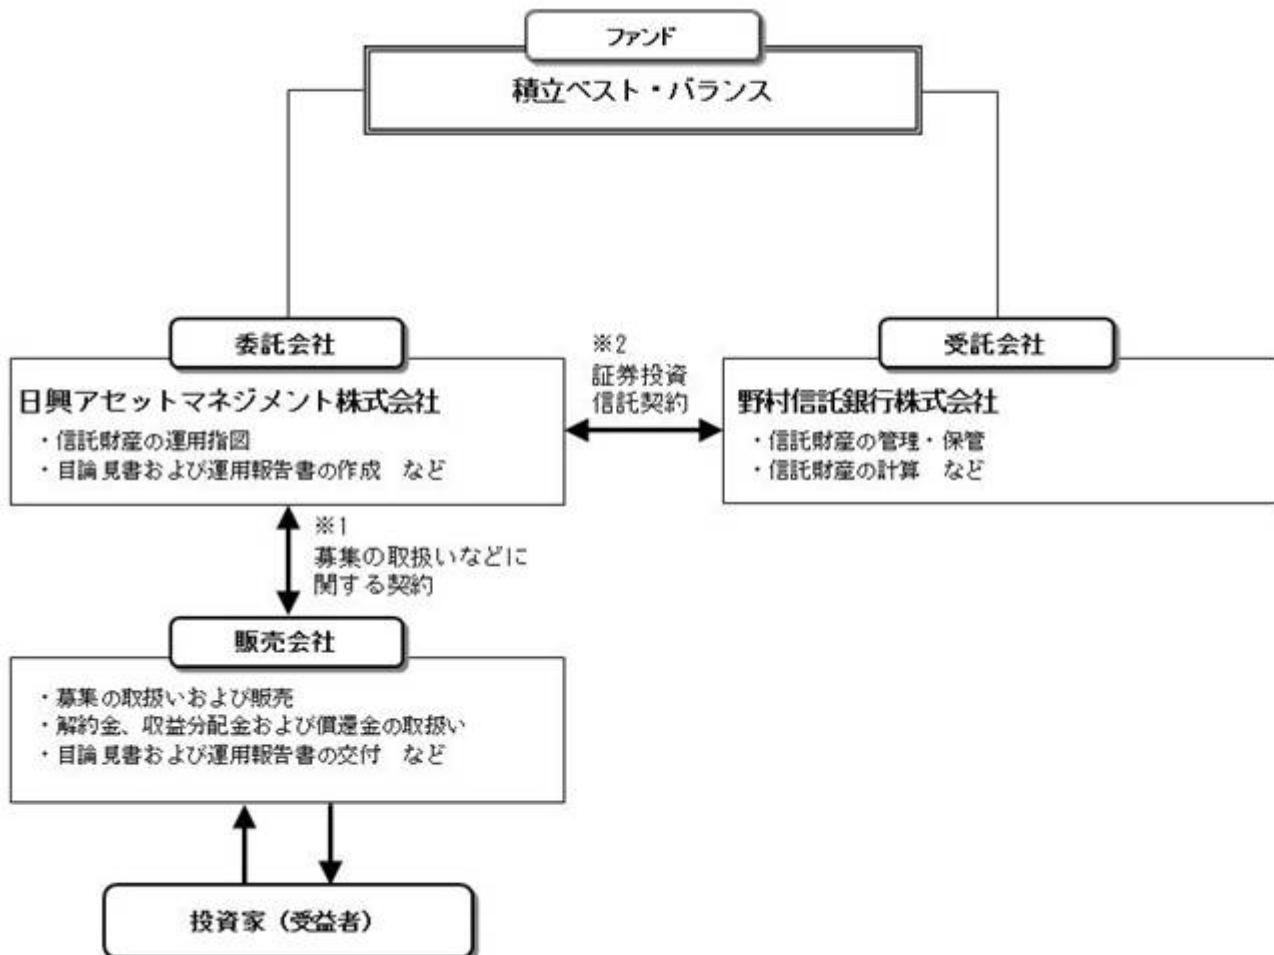 ファンド
積立ベスト・バランス
委託会社
日興アセットマネジメント株式会社
・信託財産の運用指図
・目論見書および運用報告書の作成　など
※2
証券投資
信託契約
受託会社
野村信託銀行株式会社
・信託財産の管理・保管
・信託財産の計算　など
※1
募集の取扱いなどに
関する契約
販売会社
・募集の取扱いおよび販売
・解約金、収益分配金および償還金の取扱い
・目論見書および運用報告書の交付　など
投資家（受益者）